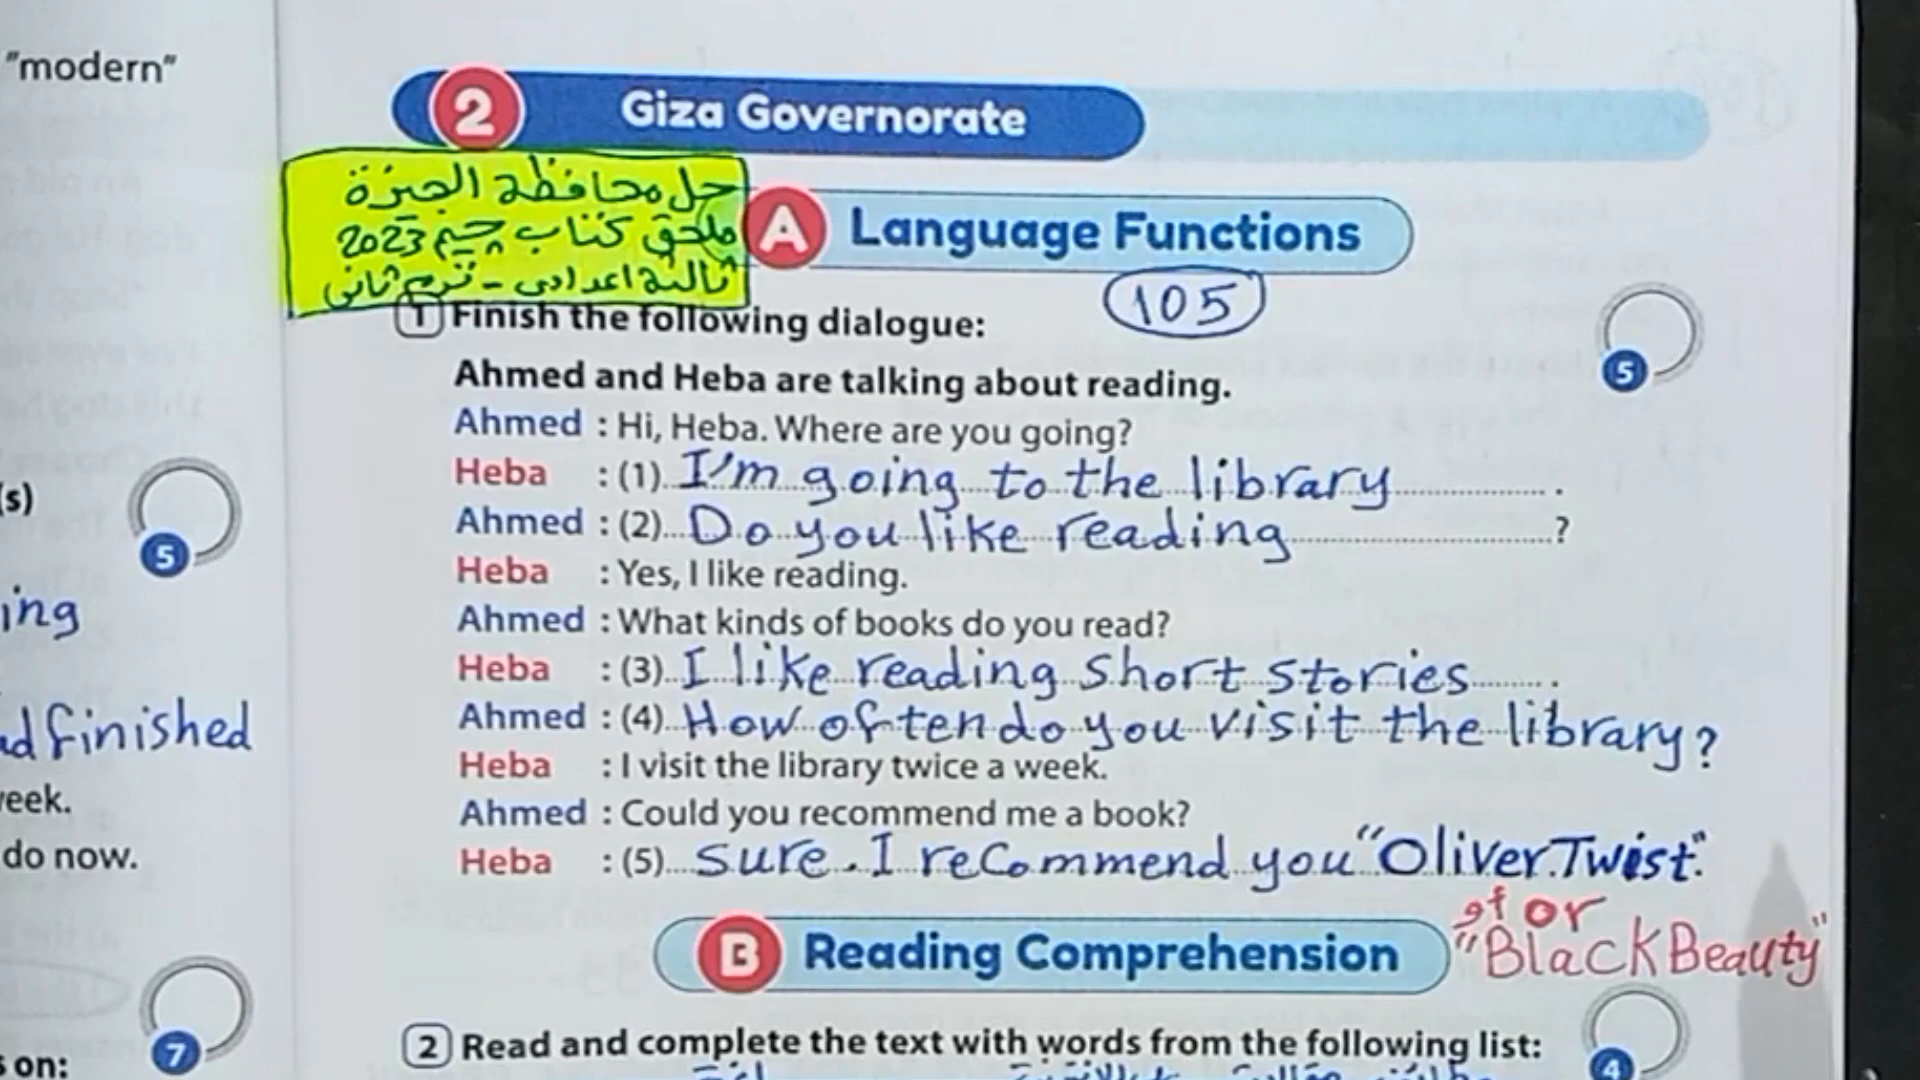 "modern"
(s)
5
ing
ad finished
week.
do now.
7
s on:
2 Giza Governorate
حل محافظة الجيزة
ملحق كتاب جيم 2023
تالتة اعدادى - ترم ثانى
A Language Functions
105
1 Finish the following dialogue:
5
Ahmed and Heba are talking about reading.
Ahmed : Hi, Heba. Where are you going?
Heba : (1) I'm going to the library .
Ahmed : (2) Do you like reading ?
Heba : Yes, I like reading.
Ahmed : What kinds of books do you read?
Heba : (3) I like reading short stories .
Ahmed : (4) How often do you visit the library?
Heba : I visit the library twice a week.
Ahmed : Could you recommend me a book?
Heba : (5) Sure. I recommend you "Oliver Twist".
أو or
"Black Beauty"
B Reading Comprehension
2 Read and complete the text with words from the following list:
4